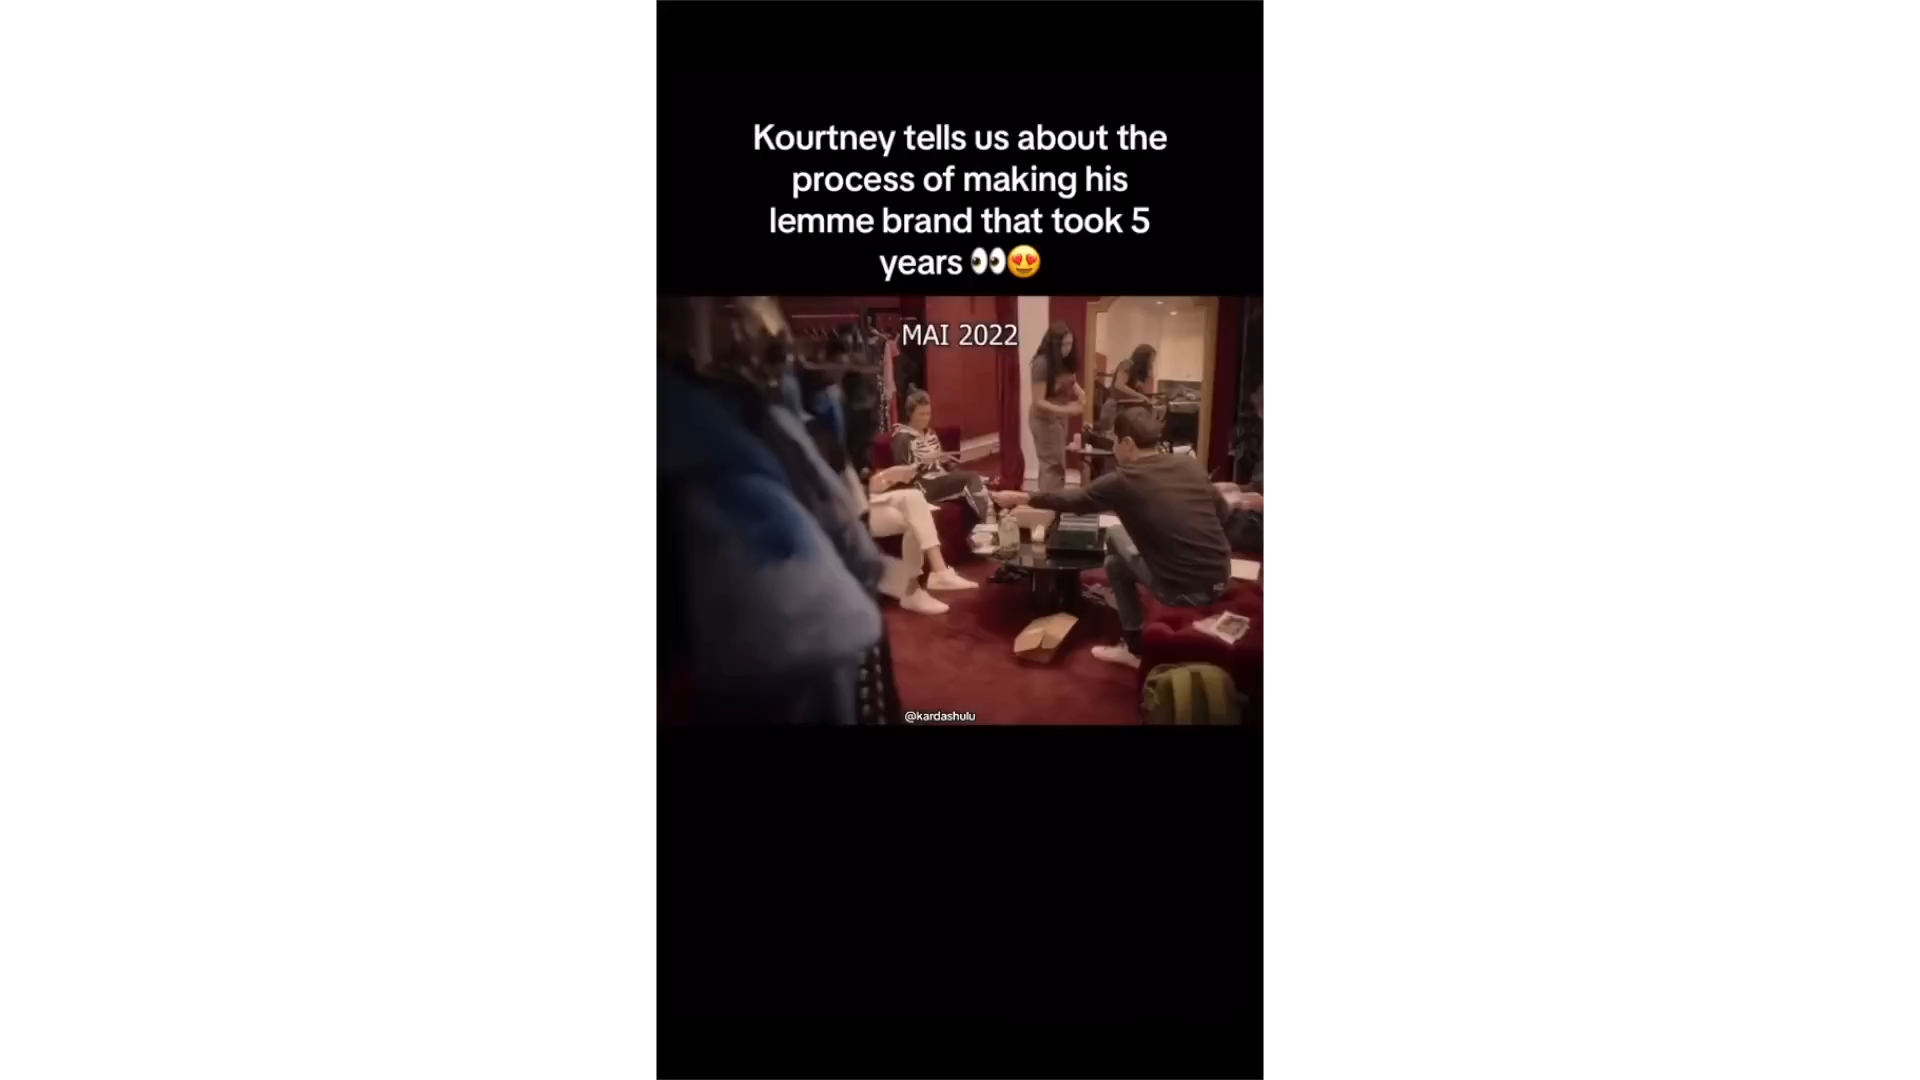 Kourtney tells us about the
process of making his
lemme brand that took 5
years 👀😍
MAI 2022
@kardashulu